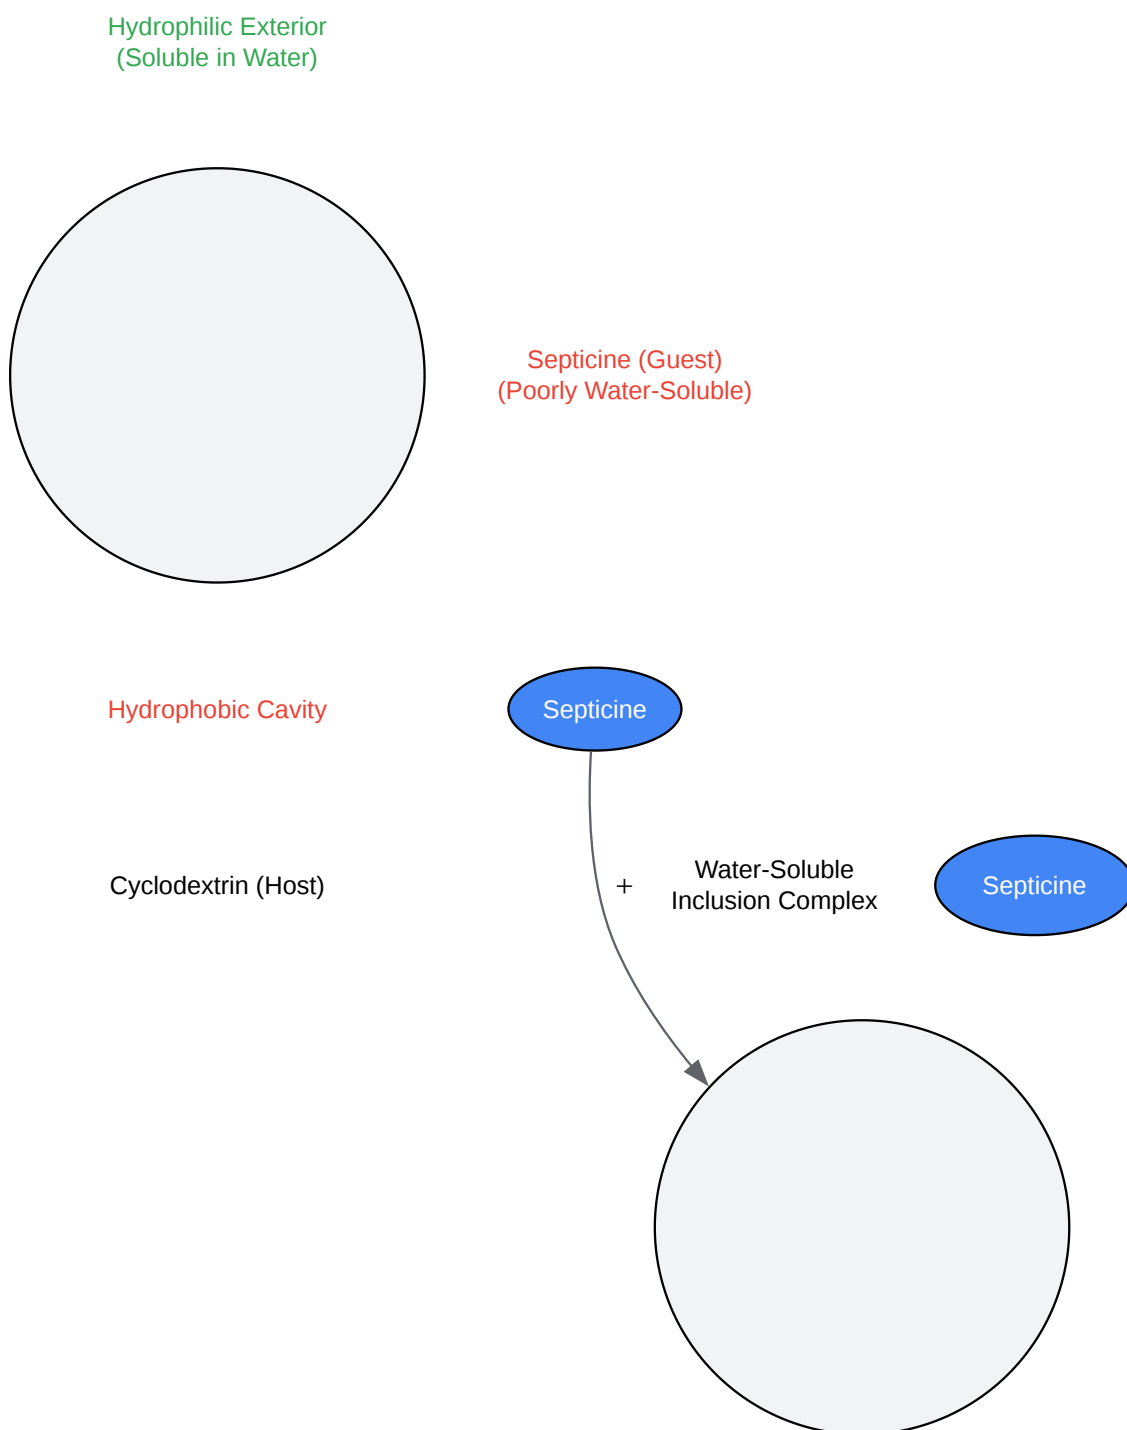 Hydrophilic Exterior
(Soluble in Water)
Septicine (Guest)
(Poorly Water-Soluble)
Hydrophobic Cavity
Septicine
Cyclodextrin (Host)
+
Water-Soluble
Inclusion Complex
Septicine